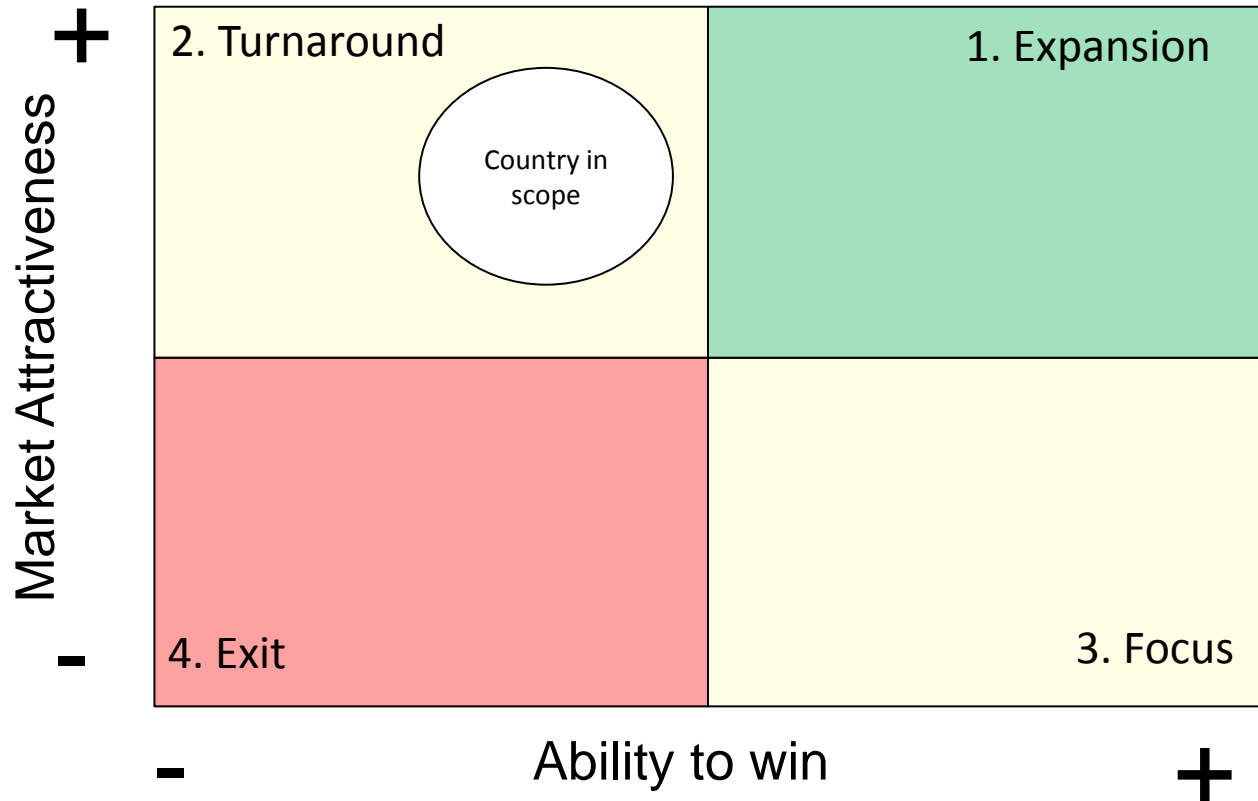 +
2. Turnaround
1. Expansion
Country in
scope
Market Attractiveness
4. Exit
3. Focus
-
- Ability to win +